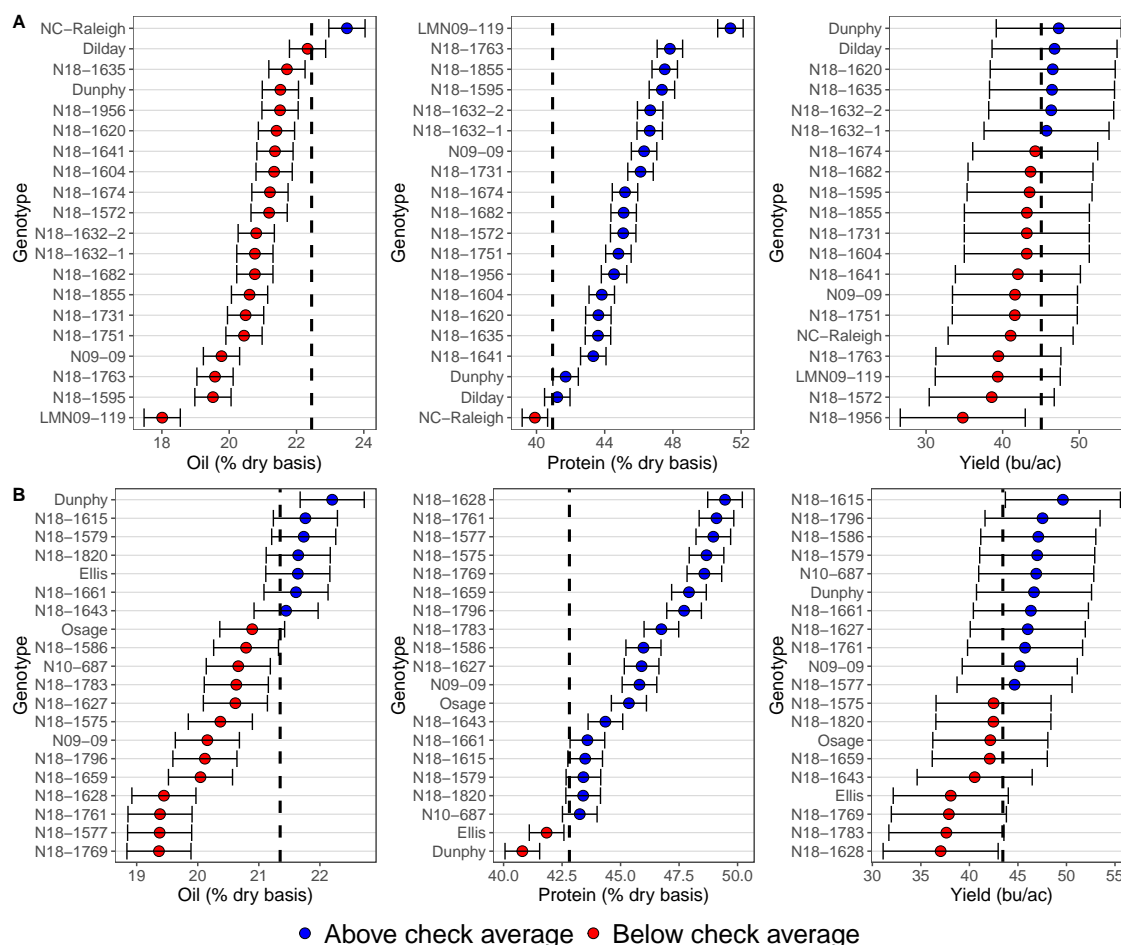 A
NC−Raleigh
Dilday
N18−1635
Dunphy
N18−1956
N18−1620
N18−1641
N18−1604
N18−1674
N18−1572
N18−1632−2
N18−1632−1
N18−1682
N18−1855
N18−1731
N18−1751
N09−09
N18−1763
N18−1595
LMN09−119
Genotype
18 20 22 24
Oil (% dry basis)
LMN09−119
N18−1763
N18−1855
N18−1595
N18−1632−2
N18−1632−1
N09−09
N18−1731
N18−1674
N18−1682
N18−1572
N18−1751
N18−1956
N18−1604
N18−1620
N18−1635
N18−1641
Dunphy
Dilday
NC−Raleigh
Genotype
40 44 48 52
Protein (% dry basis)
Dunphy
Dilday
N18−1620
N18−1635
N18−1632−2
N18−1632−1
N18−1674
N18−1682
N18−1595
N18−1855
N18−1731
N18−1604
N18−1641
N09−09
N18−1751
NC−Raleigh
N18−1763
LMN09−119
N18−1572
N18−1956
Genotype
30 40 50
Yield (bu/ac)
B
Dunphy
N18−1615
N18−1579
N18−1820
Ellis
N18−1661
N18−1643
Osage
N18−1586
N10−687
N18−1783
N18−1627
N18−1575
N09−09
N18−1796
N18−1659
N18−1628
N18−1761
N18−1577
N18−1769
Genotype
19 20 21 22
Oil (% dry basis)
N18−1628
N18−1761
N18−1577
N18−1575
N18−1769
N18−1659
N18−1796
N18−1783
N18−1586
N18−1627
N09−09
Osage
N18−1643
N18−1661
N18−1615
N18−1579
N18−1820
N10−687
Ellis
Dunphy
Genotype
40.0 42.5 45.0 47.5 50.0
Protein (% dry basis)
N18−1615
N18−1796
N18−1586
N18−1579
N10−687
Dunphy
N18−1661
N18−1627
N18−1761
N09−09
N18−1577
N18−1575
N18−1820
Osage
N18−1659
N18−1643
Ellis
N18−1769
N18−1783
N18−1628
Genotype
30 35 40 45 50 55
Yield (bu/ac)
Above check average Below check average